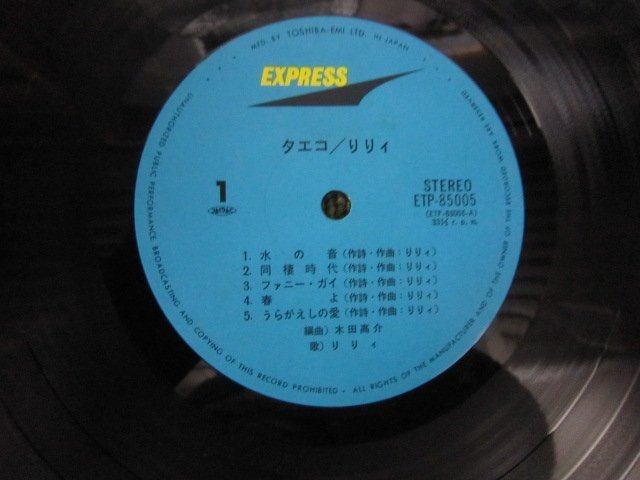 MFD. BY TOSHIBA-EMI LTD. IN JAPAN
EXPRESS
タエコ／りりィ
1
STEREO
ETP-85005
(ETP-85005-A)
33⅓ r.p.m.
1. 水の音(作詩・作曲：りりィ)
2. 同棲時代(作詩・作曲：りりィ)
3. ファニー・ガイ(作詩・作曲：りりィ)
4. 春よ(作詩・作曲：りりィ)
5. うらがえしの愛(作詩・作曲：りりィ)
編曲) 木田高介
歌) りりィ
UNAUTHORIZED PUBLIC PERFORMANCE BROADCASTING AND COPYING OF THIS RECORD PROHIBITED · ALL RIGHTS OF THE MANUFACTURER AND OF THE OWNER OF THE RECORDED WORK ARE RESERVED